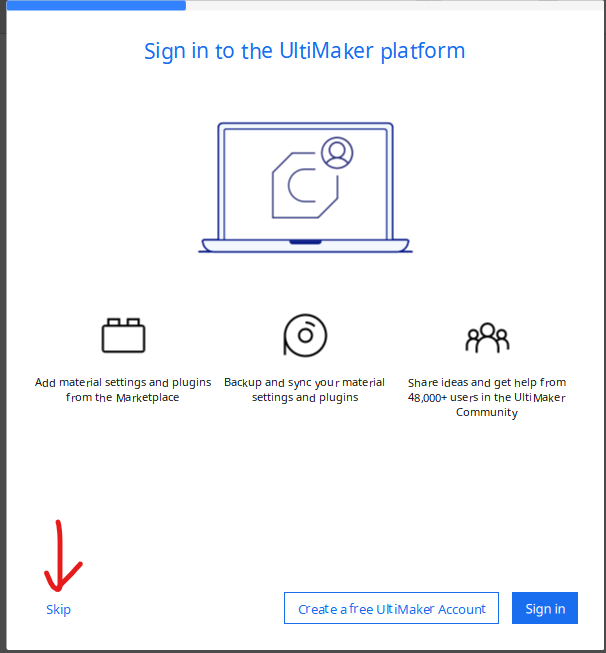 Sign in to the UltiMaker platform
Add material settings and plugins
from the Marketplace
Backup and sync your material
settings and plugins
Share ideas and get help from
48,000+ users in the UltiMaker
Community
Skip
Create a free UltiMaker Account
Sign in